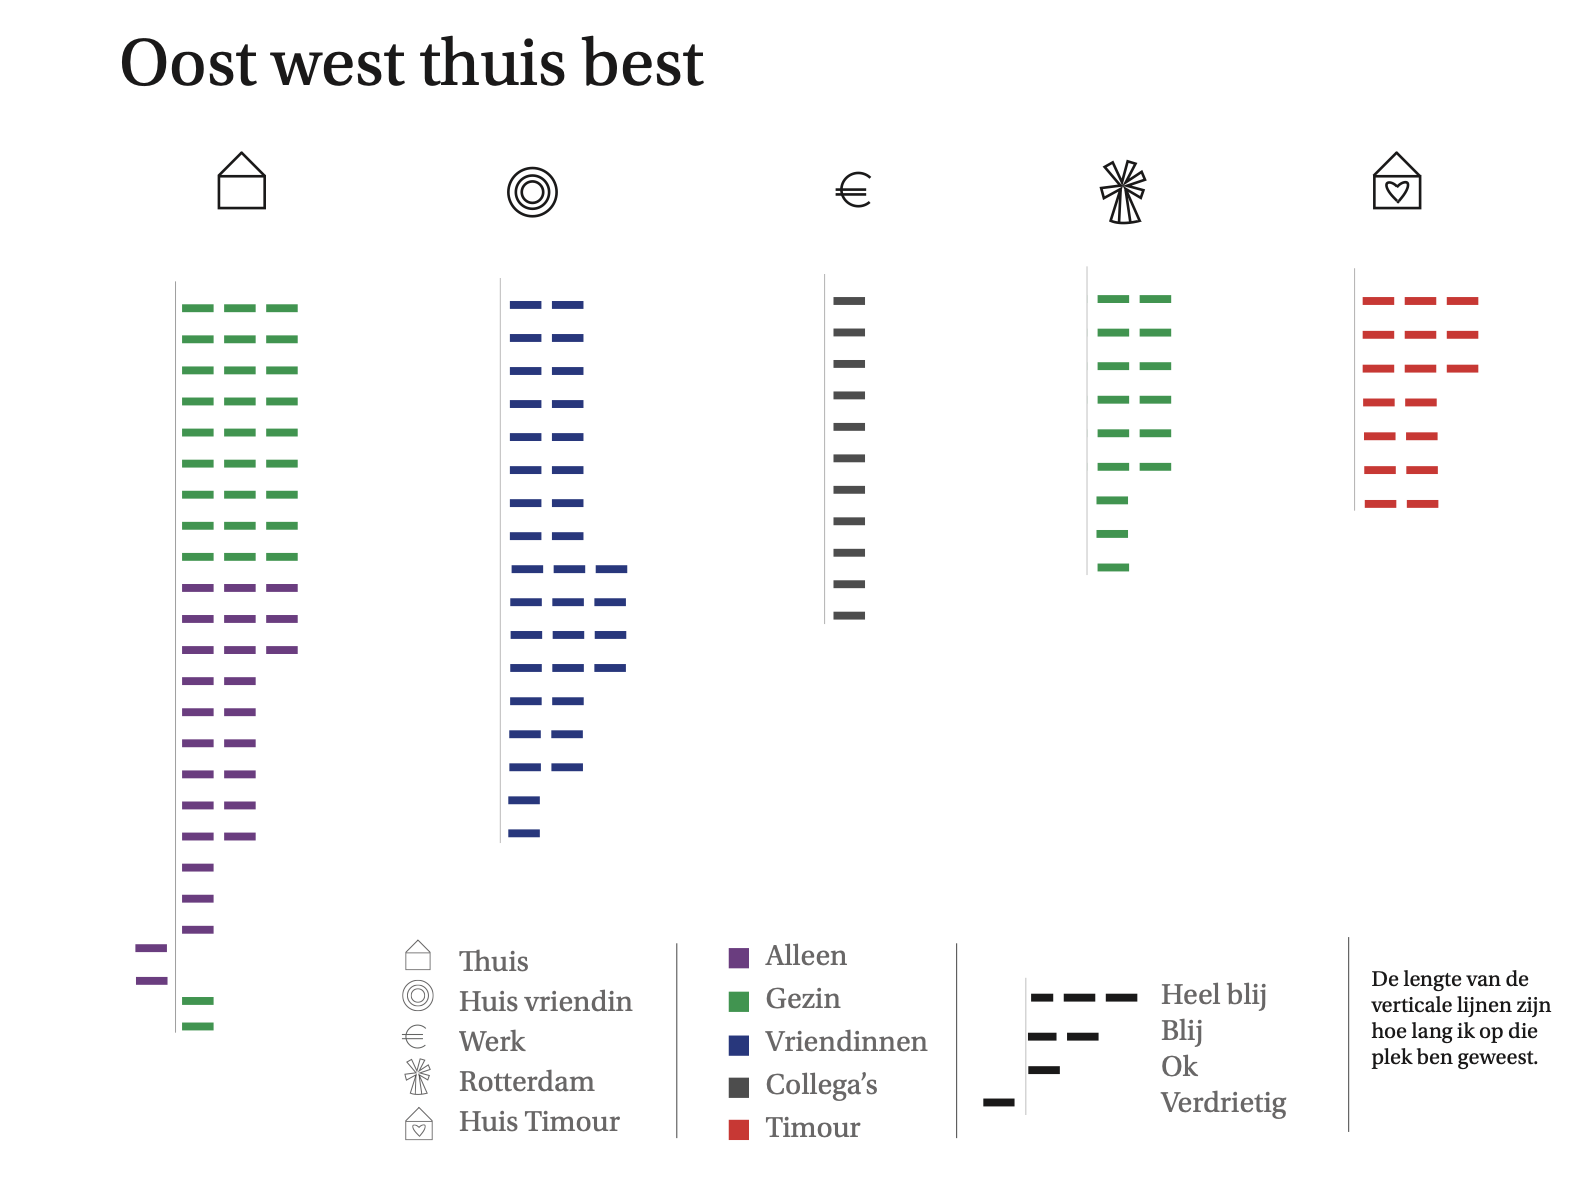 Oost west thuis best
€
Thuis
Huis vriendin
€ Werk
Rotterdam
Huis Timour
Alleen
Gezin
Vriendinnen
Collega’s
Timour
Heel blij
Blij
Ok
Verdrietig
De lengte van de
verticale lijnen zijn
hoe lang ik op die
plek ben geweest.